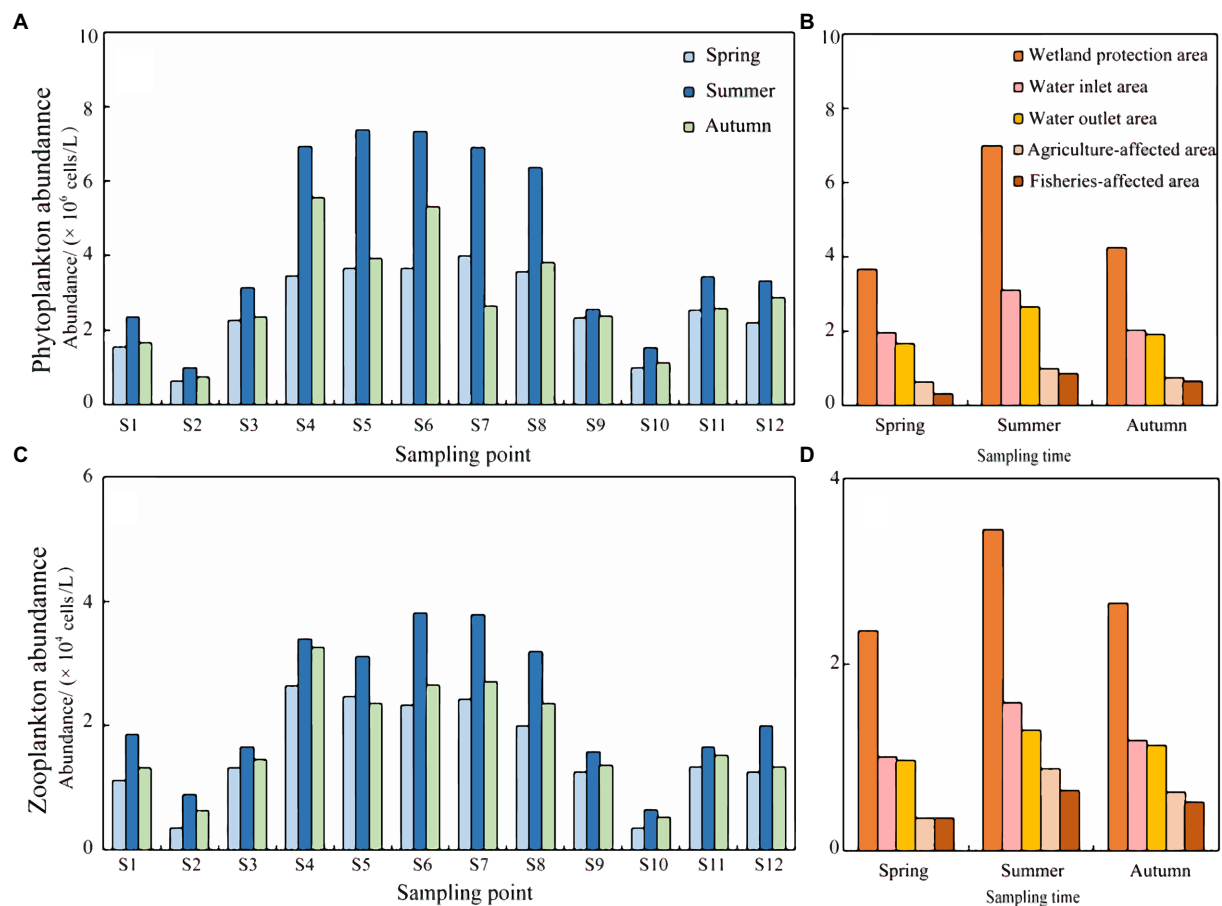 A
Phytoplankton abundannce
Abundance/ (× 10⁶ cells/L)
10
8
6
4
2
0
Spring
Summer
Autumn
S1 S2 S3 S4 S5 S6 S7 S8 S9 S10 S11 S12
Sampling point
B
10
8
6
4
2
0
Wetland protection area
Water inlet area
Water outlet area
Agriculture-affected area
Fisheries-affected area
Spring Summer Autumn
Sampling time
C
Zooplankton abundannce
Abundance/ (× 10⁴ cells/L)
6
4
2
0
S1 S2 S3 S4 S5 S6 S7 S8 S9 S10 S11 S12
Sampling point
D
4
2
0
Spring Summer Autumn
Sampling time